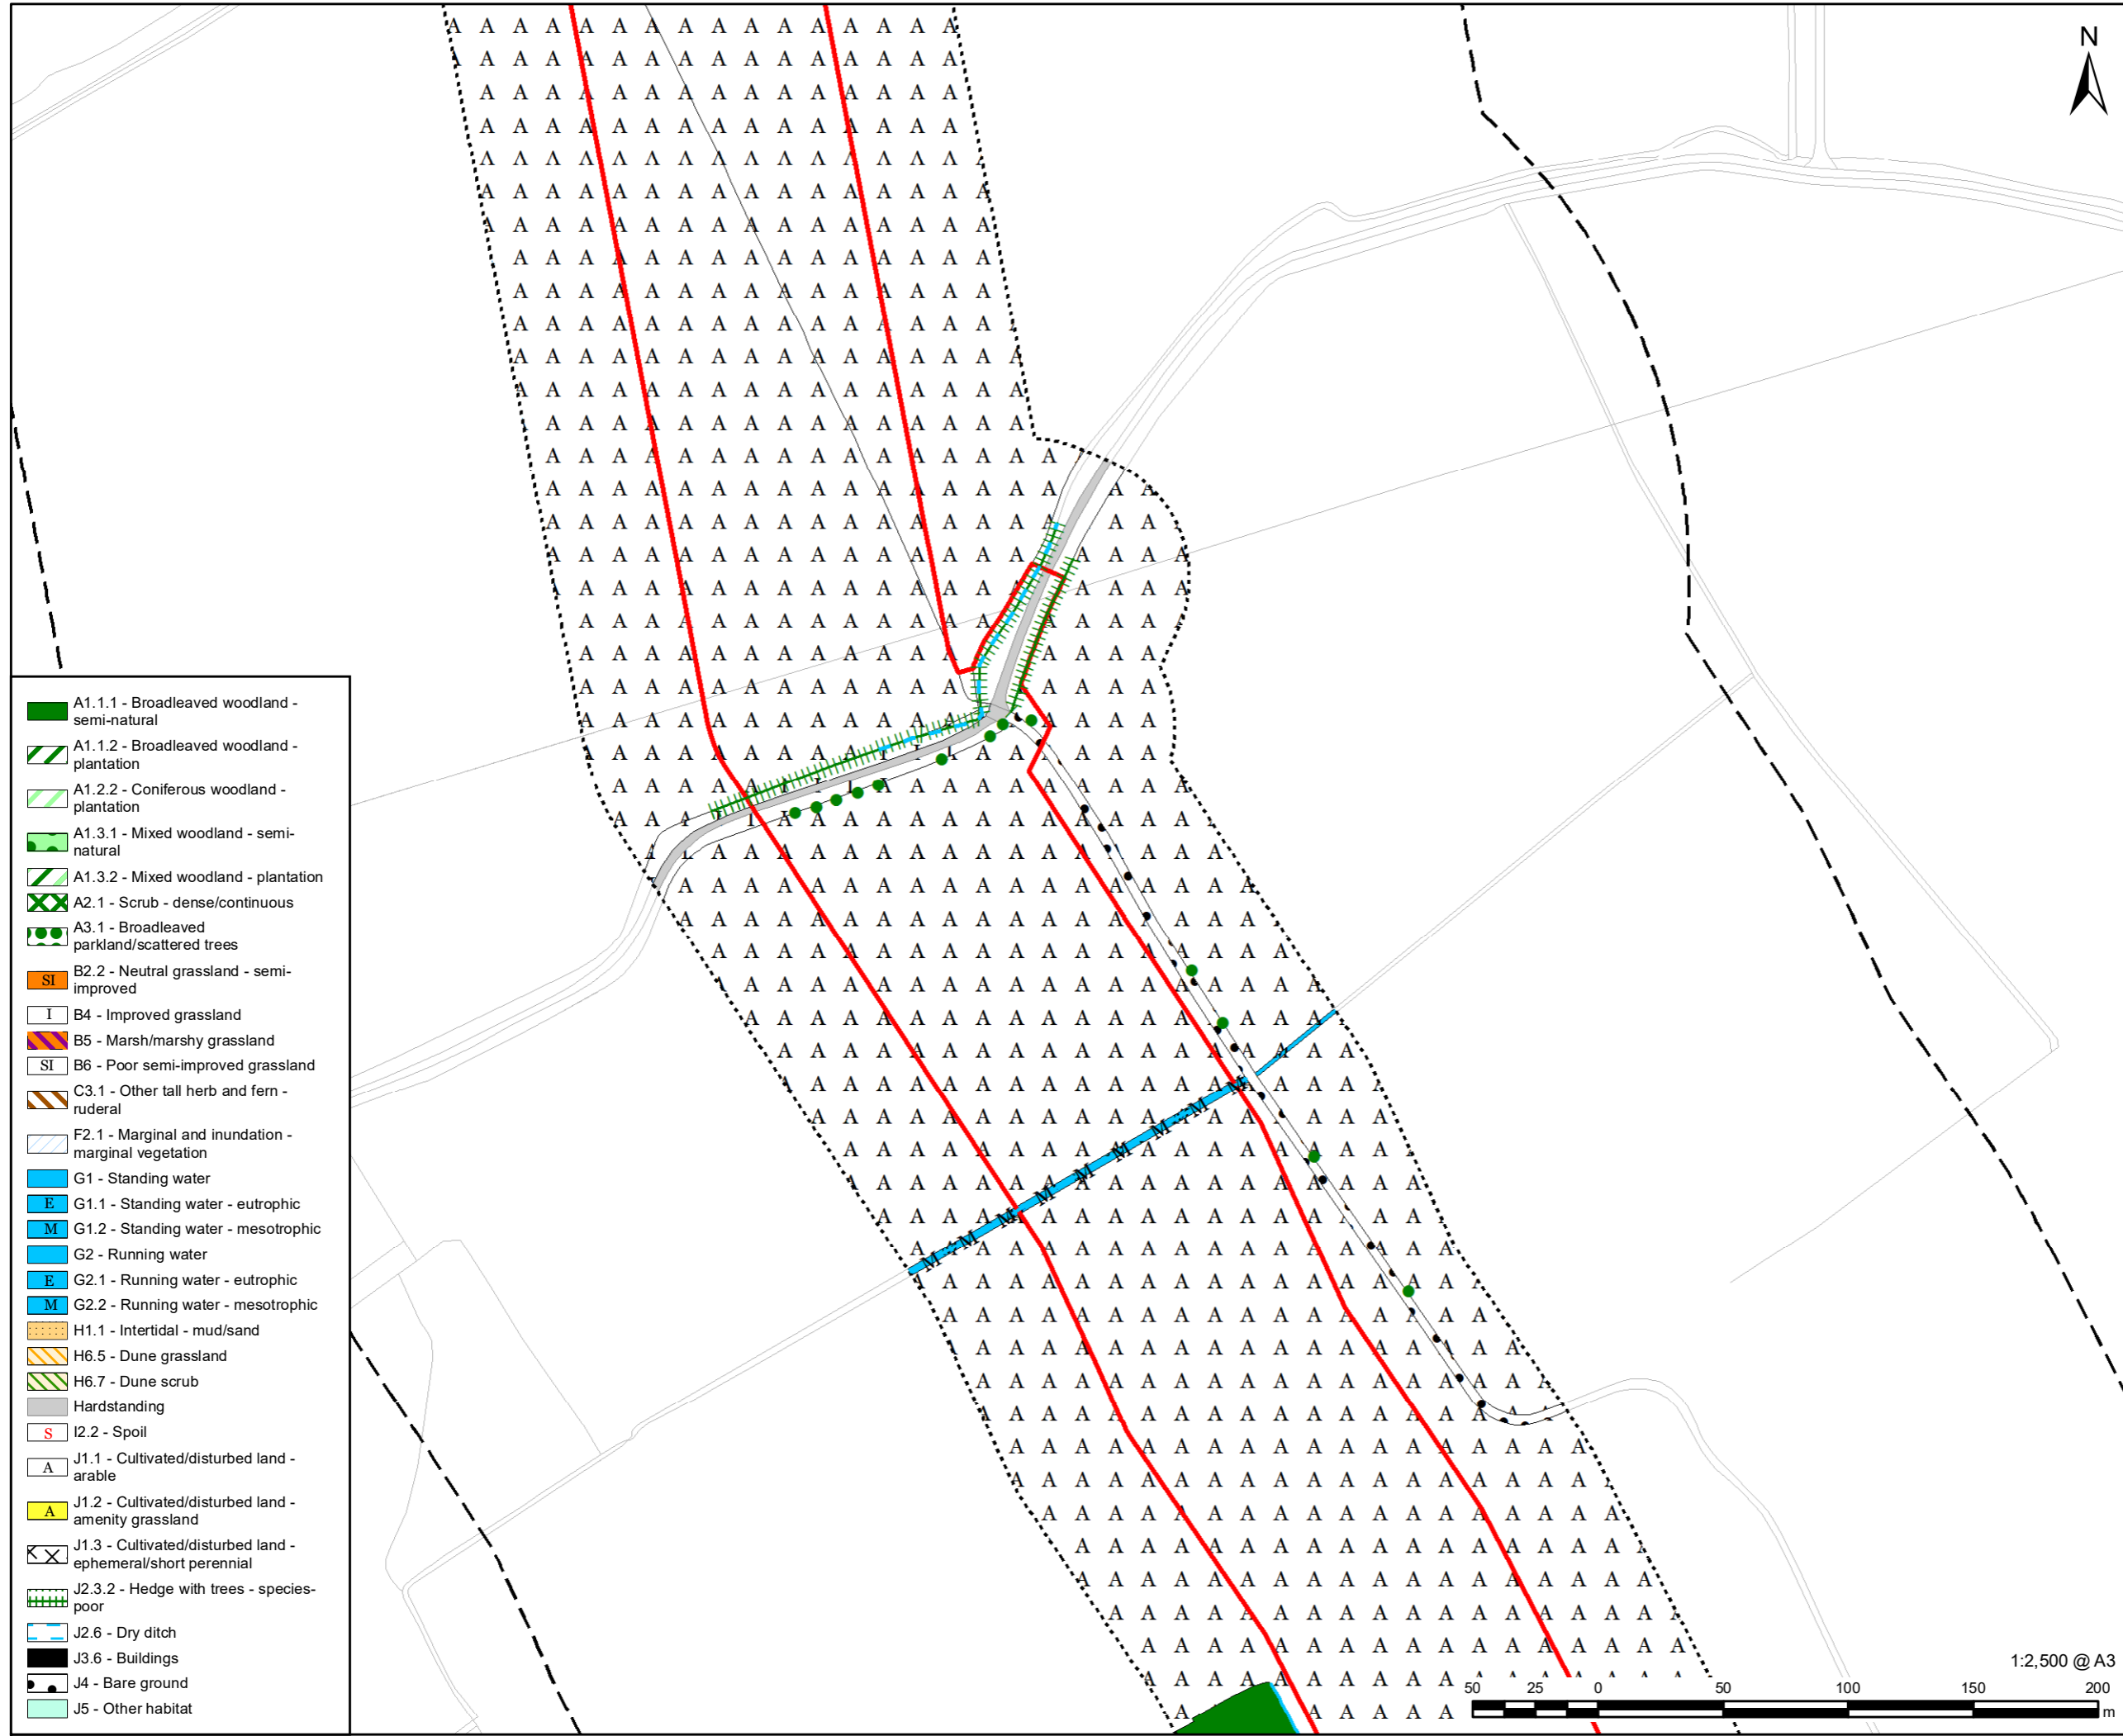 N
A1.1.1 - Broadleaved woodland -
semi-natural
A1.1.2 - Broadleaved woodland -
plantation
A1.2.2 - Coniferous woodland -
plantation
A1.3.1 - Mixed woodland - semi-
natural
A1.3.2 - Mixed woodland - plantation
A2.1 - Scrub - dense/continuous
A3.1 - Broadleaved
parkland/scattered trees
SI B2.2 - Neutral grassland - semi-
improved
I B4 - Improved grassland
B5 - Marsh/marshy grassland
SI B6 - Poor semi-improved grassland
C3.1 - Other tall herb and fern -
ruderal
F2.1 - Marginal and inundation -
marginal vegetation
G1 - Standing water
E G1.1 - Standing water - eutrophic
M G1.2 - Standing water - mesotrophic
G2 - Running water
E G2.1 - Running water - eutrophic
M G2.2 - Running water - mesotrophic
H1.1 - Intertidal - mud/sand
H6.5 - Dune grassland
H6.7 - Dune scrub
Hardstanding
S I2.2 - Spoil
A J1.1 - Cultivated/disturbed land -
arable
A J1.2 - Cultivated/disturbed land -
amenity grassland
J1.3 - Cultivated/disturbed land -
ephemeral/short perennial
J2.3.2 - Hedge with trees - species-
poor
J2.6 - Dry ditch
J3.6 - Buildings
J4 - Bare ground
J5 - Other habitat
1:2,500 @ A3
50 25 0 50 100 150 200
m